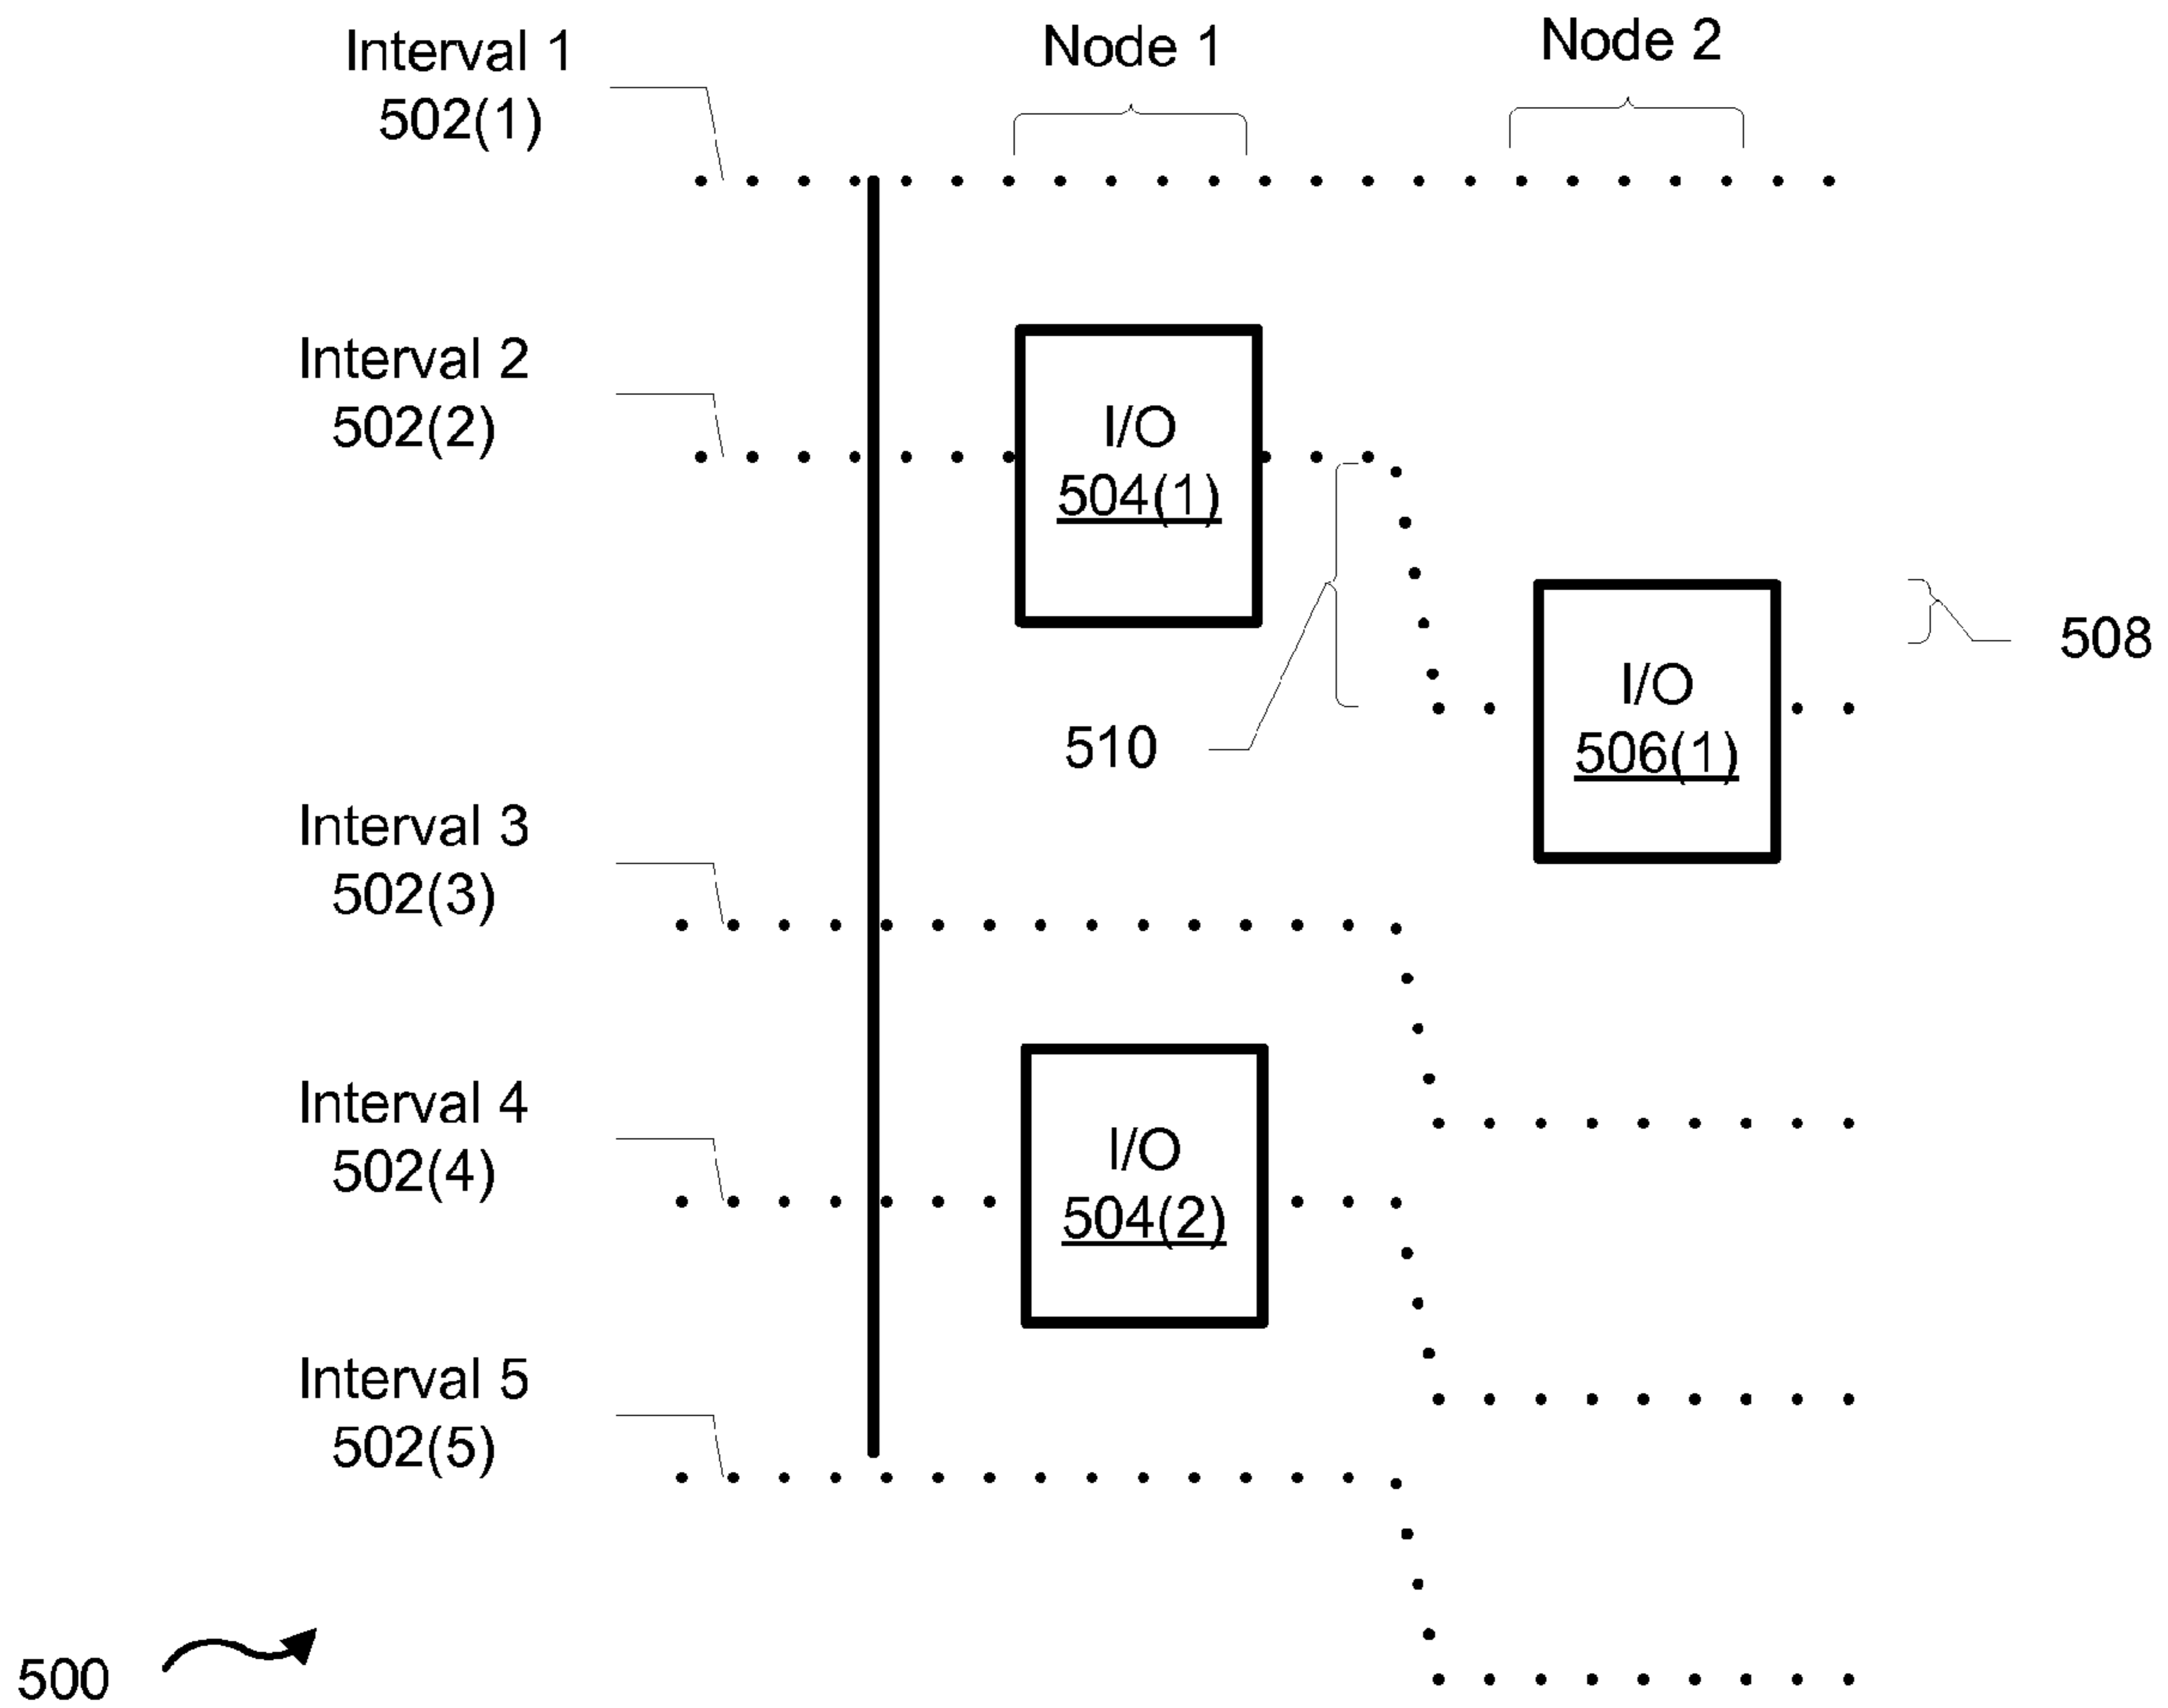 Interval 1
502(1)
Node 1
Node 2
Interval 2
502(2)
I/O
504(1)
508
I/O
506(1)
510
Interval 3
502(3)
Interval 4
502(4)
I/O
504(2)
Interval 5
502(5)
500